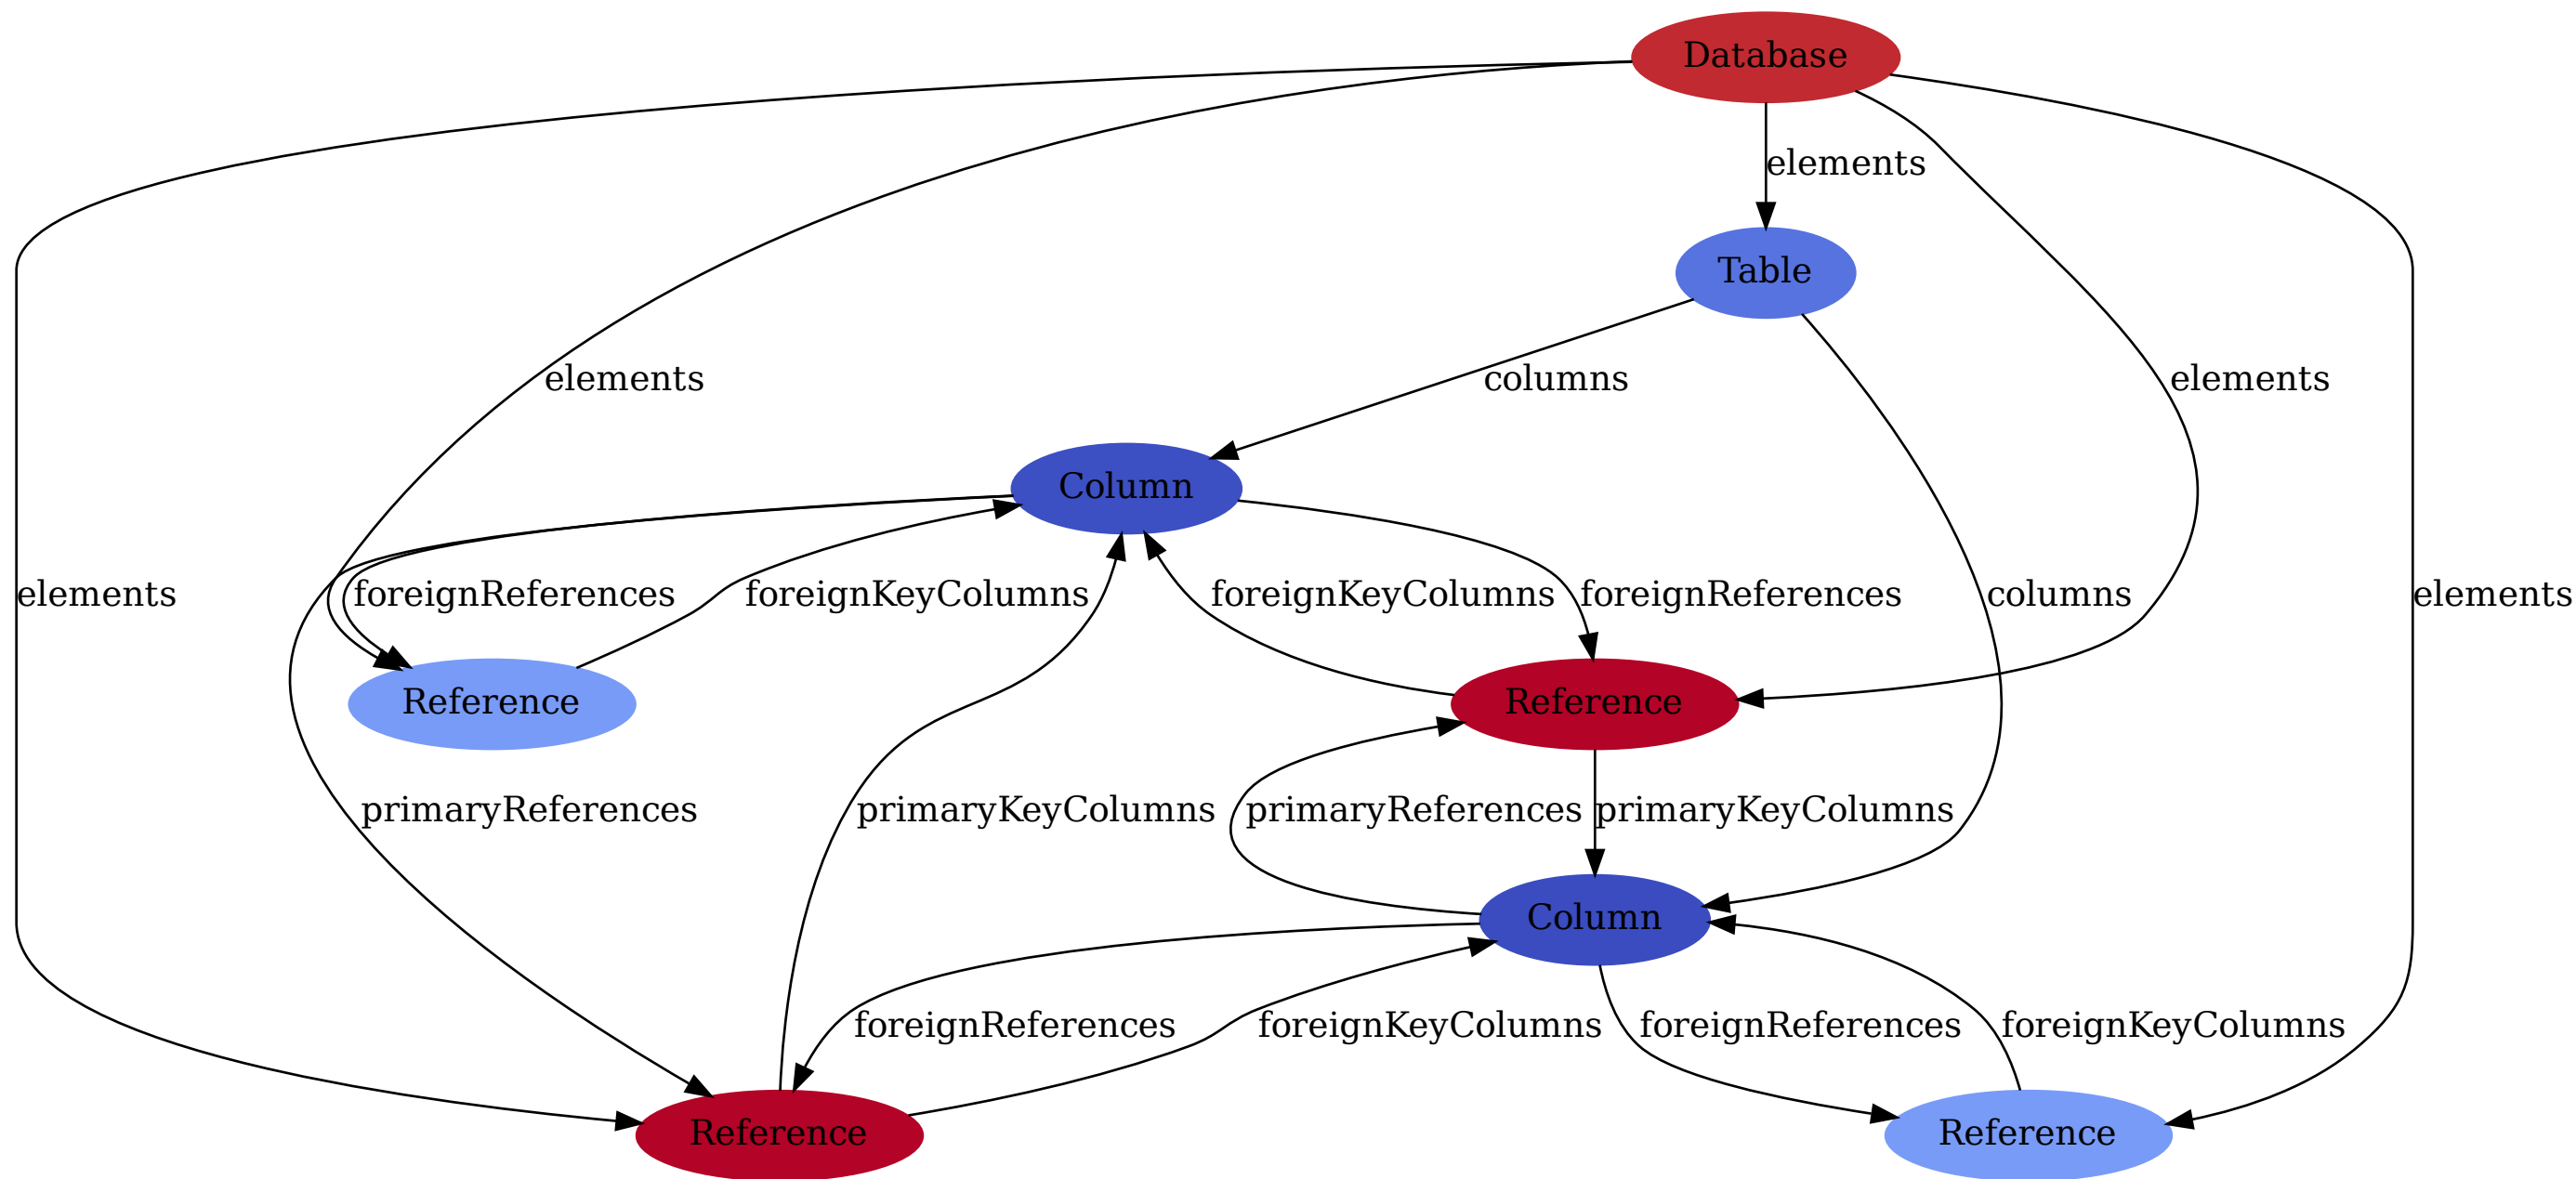 Database
elements
Table
elements
columns
elements
Column
elements
foreignReferences
foreignKeyColumns
foreignKeyColumns
foreignReferences
columns
elements
Reference
Reference
primaryReferences
primaryKeyColumns
primaryReferences
primaryKeyColumns
Column
foreignReferences
foreignKeyColumns
foreignReferences
foreignKeyColumns
Reference
Reference